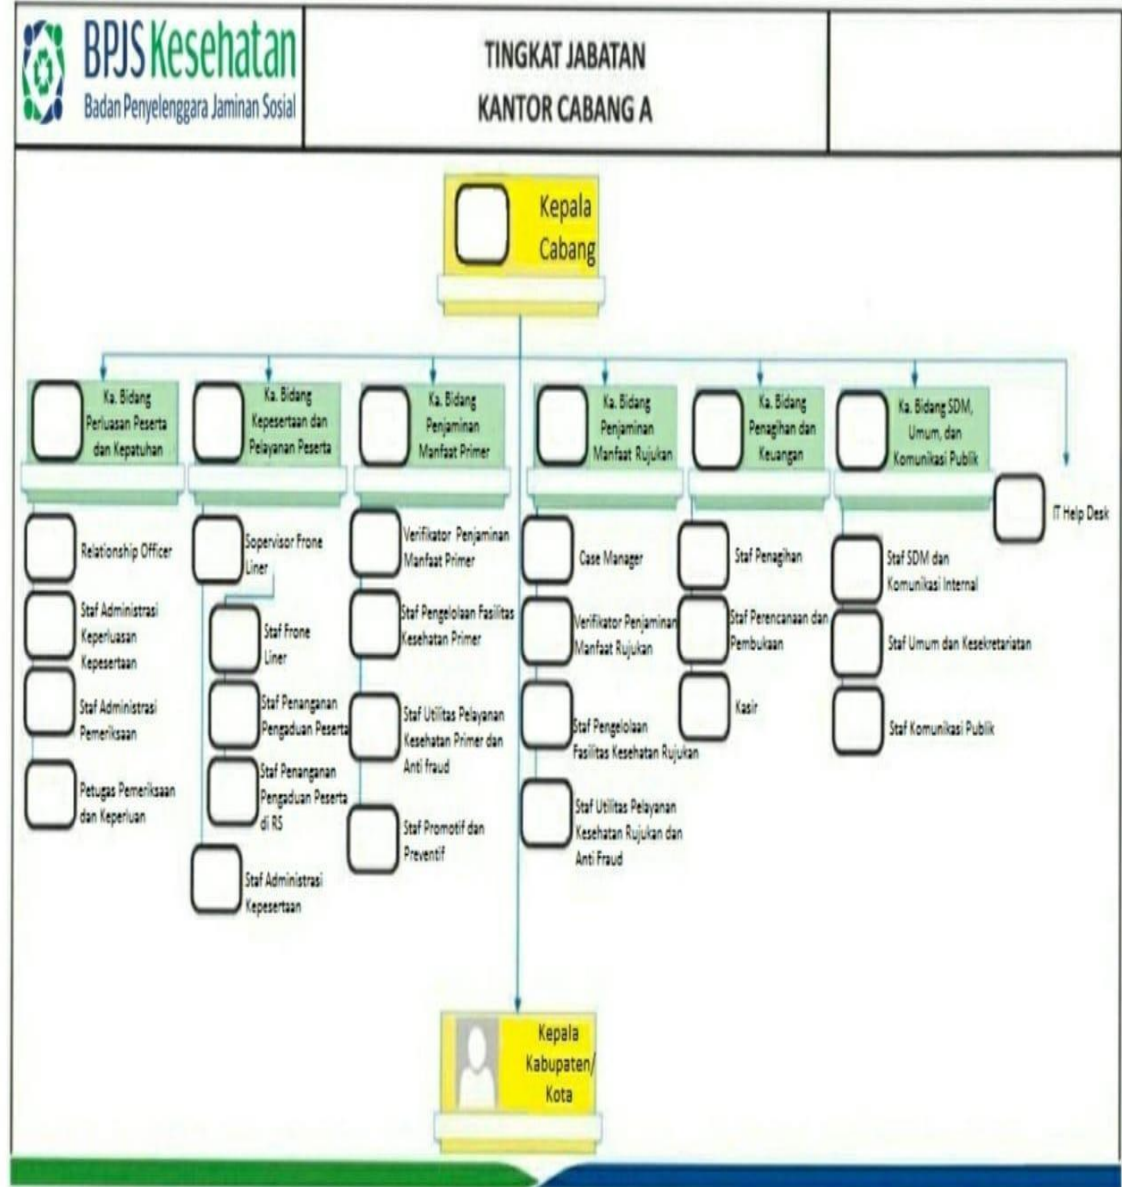 BPJS Kesehatan
Badan Penyelenggara Jaminan Sosial
TINGKAT JABATAN
KANTOR CABANG A
Kepala
Cabang
Ka. Bidang
Perluasan Peserta
dan Kepatuhan
Ka. Bidang
Kepesertaan dan
Pelayanan Peserta
Ka. Bidang
Penjaminan
Manfaat Primer
Ka. Bidang
Penjaminan
Manfaat Rujukan
Ka. Bidang
Penagihan dan
Keuangan
Ka. Bidang SDM,
Umum, dan
Komunikasi Publik
IT Help Desk
Relationship Officer
Staf Administrasi
Keperluasan
Kepesertaan
Staf Administrasi
Pemeriksaan
Petugas Pemeriksaan
dan Keperluan
Sopervisor Frone
Liner
Staf Frone
Liner
Staf Penanganan
Pengaduan Peserta
Staf Penanganan
Pengaduan Peserta
di RS
Staf Administrasi
Kepesertaan
Verifikator Penjaminan
Manfaat Primer
Staf Pengelolaan Fasilitas
Kesehatan Primer
Staf Utilitas Pelayanan
Kesehatan Primer dan
Anti fraud
Staf Promotif dan
Preventif
Case Manager
Verifikator Penjaminan
Manfaat Rujukan
Staf Pengelolaan
Fasilitas Kesehatan Rujukan
Staf Utilitas Pelayanan
Kesehatan Rujukan dan
Anti Fraud
Staf Penagihan
Staf Perencanaan dan
Pembukaan
Kasir
Staf SDM dan
Komunikasi Internal
Staf Umum dan Kesekretariatan
Staf Komunikasi Publik
Kepala
Kabupaten/
Kota